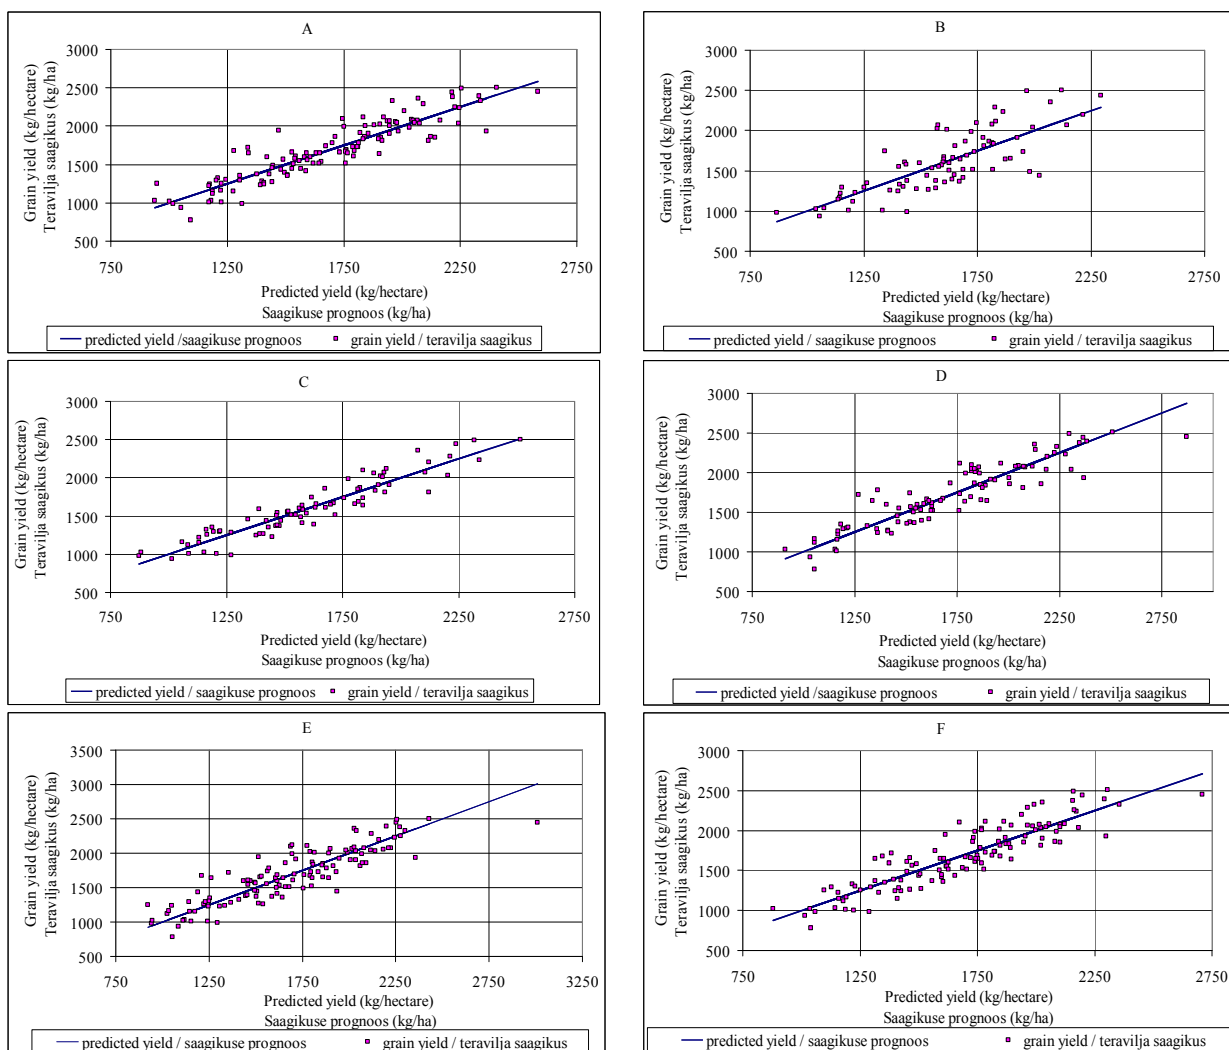 A
Grain yield (kg/hectare)
Teravilja saagikus (kg/ha)
3000
2500
2000
1500
1000
500
750 1250 1750 2250 2750
Predicted yield (kg/hectare)
Saagikuse prognoos (kg/ha)
predicted yield /saagikuse prognoos grain yield / teravilja saagikus
B
Grain yield (kg/hectare)
Teravilja saagikus (kg/ha)
3000
2500
2000
1500
1000
500
750 1250 1750 2250 2750
Predicted yield (kg/hectare)
Saagikuse prognoos (kg/ha)
predicted yield / saagikuse prognoos grain yield / teravilja saagikus
C
Grain yield (kg/hectare)
Teravilja saagikus (kg/ha)
3000
2500
2000
1500
1000
500
750 1250 1750 2250 2750
Predicted yield (kg/hectare)
Saagikuse prognoos (kg/ha)
predicted yield / saagikuse prognoos grain yield / teravilja saagikus
D
Grain yield (kg/hectare)
Teravilja saagikus (kg/ha)
3000
2500
2000
1500
1000
500
750 1250 1750 2250 2750
Predicted yield (kg/hectare)
Saagikuse prognoos (kg/ha)
predicted yield /saagikuse prognoos grain yield / teravilja saagikus
E
Grain yield (kg/hectare)
Teravilja saagikus (kg/ha)
3500
3000
2500
2000
1500
1000
500
750 1250 1750 2250 2750 3250
Predicted yield (kg/hectare)
Saagikuse prognoos (kg/ha)
predicted yield / saagikuse prognoos grain yield / teravilja saagikus
F
Grain yield (kg/hectare)
Teravilja saagikus (kg/ha)
3000
2500
2000
1500
1000
500
750 1250 1750 2250 2750
Predicted yield (kg/hectare)
Saagikuse prognoos (kg/ha)
predicted yield / saagikuse prognoos grain yield / teravilja saagikus